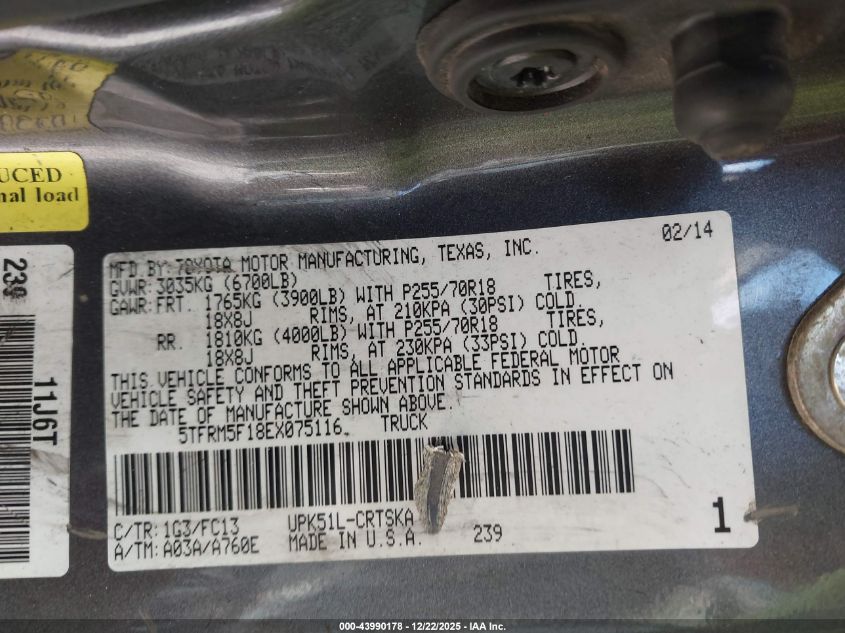 UCED
nal load
239
11J6T
MFD.BY: TOYOTA MOTOR MANUFACTURING, TEXAS, INC. 02/14
GVWR: 3035KG (6700LB)
GAWR: FRT. 1765KG (3900LB) WITH P255/70R18 TIRES,
18X8J RIMS, AT 210KPA (30PSI) COLD.
RR. 1810KG (4000LB) WITH P255/70R18 TIRES,
18X8J RIMS, AT 230KPA (33PSI) COLD.
THIS VEHICLE CONFORMS TO ALL APPLICABLE FEDERAL MOTOR
VEHICLE SAFETY AND THEFT PREVENTION STANDARDS IN EFFECT ON
THE DATE OF MANUFACTURE SHOWN ABOVE.
5TFRM5F18EX075116 TRUCK
C/TR: 1G3/FC13 UPK51L-CRTSKA
A/TM: A03A/A760E MADE IN U.S.A. 239
1
000-43990178 - 12/22/2025 - IAA Inc.